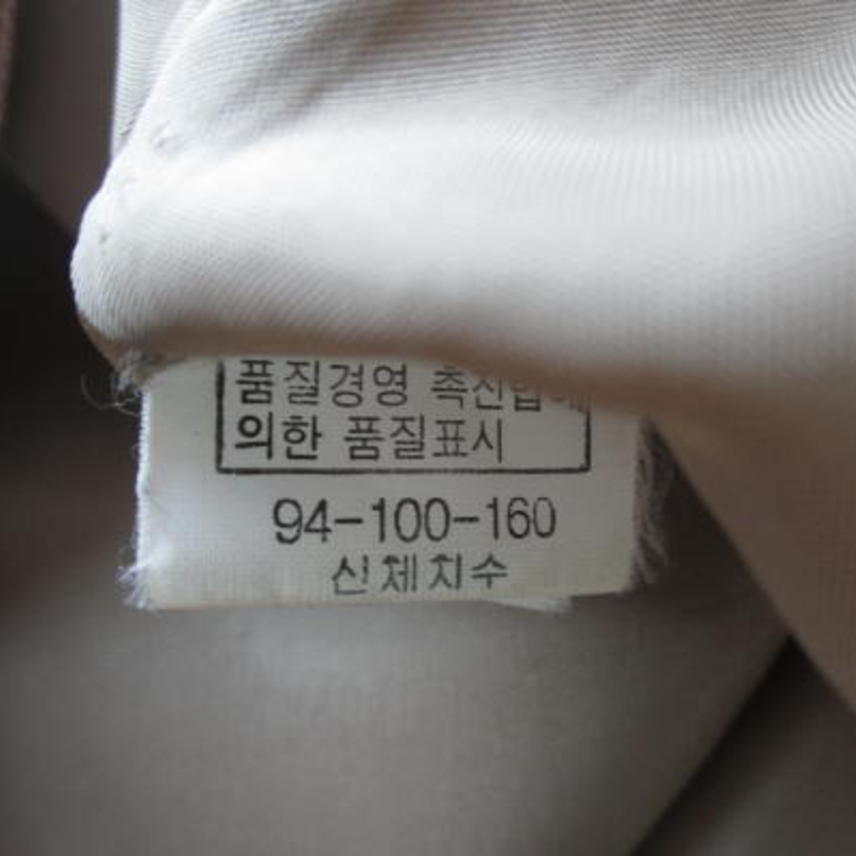 품질경영 촉진법에
의한 품질표시
94-100-160
신체치수